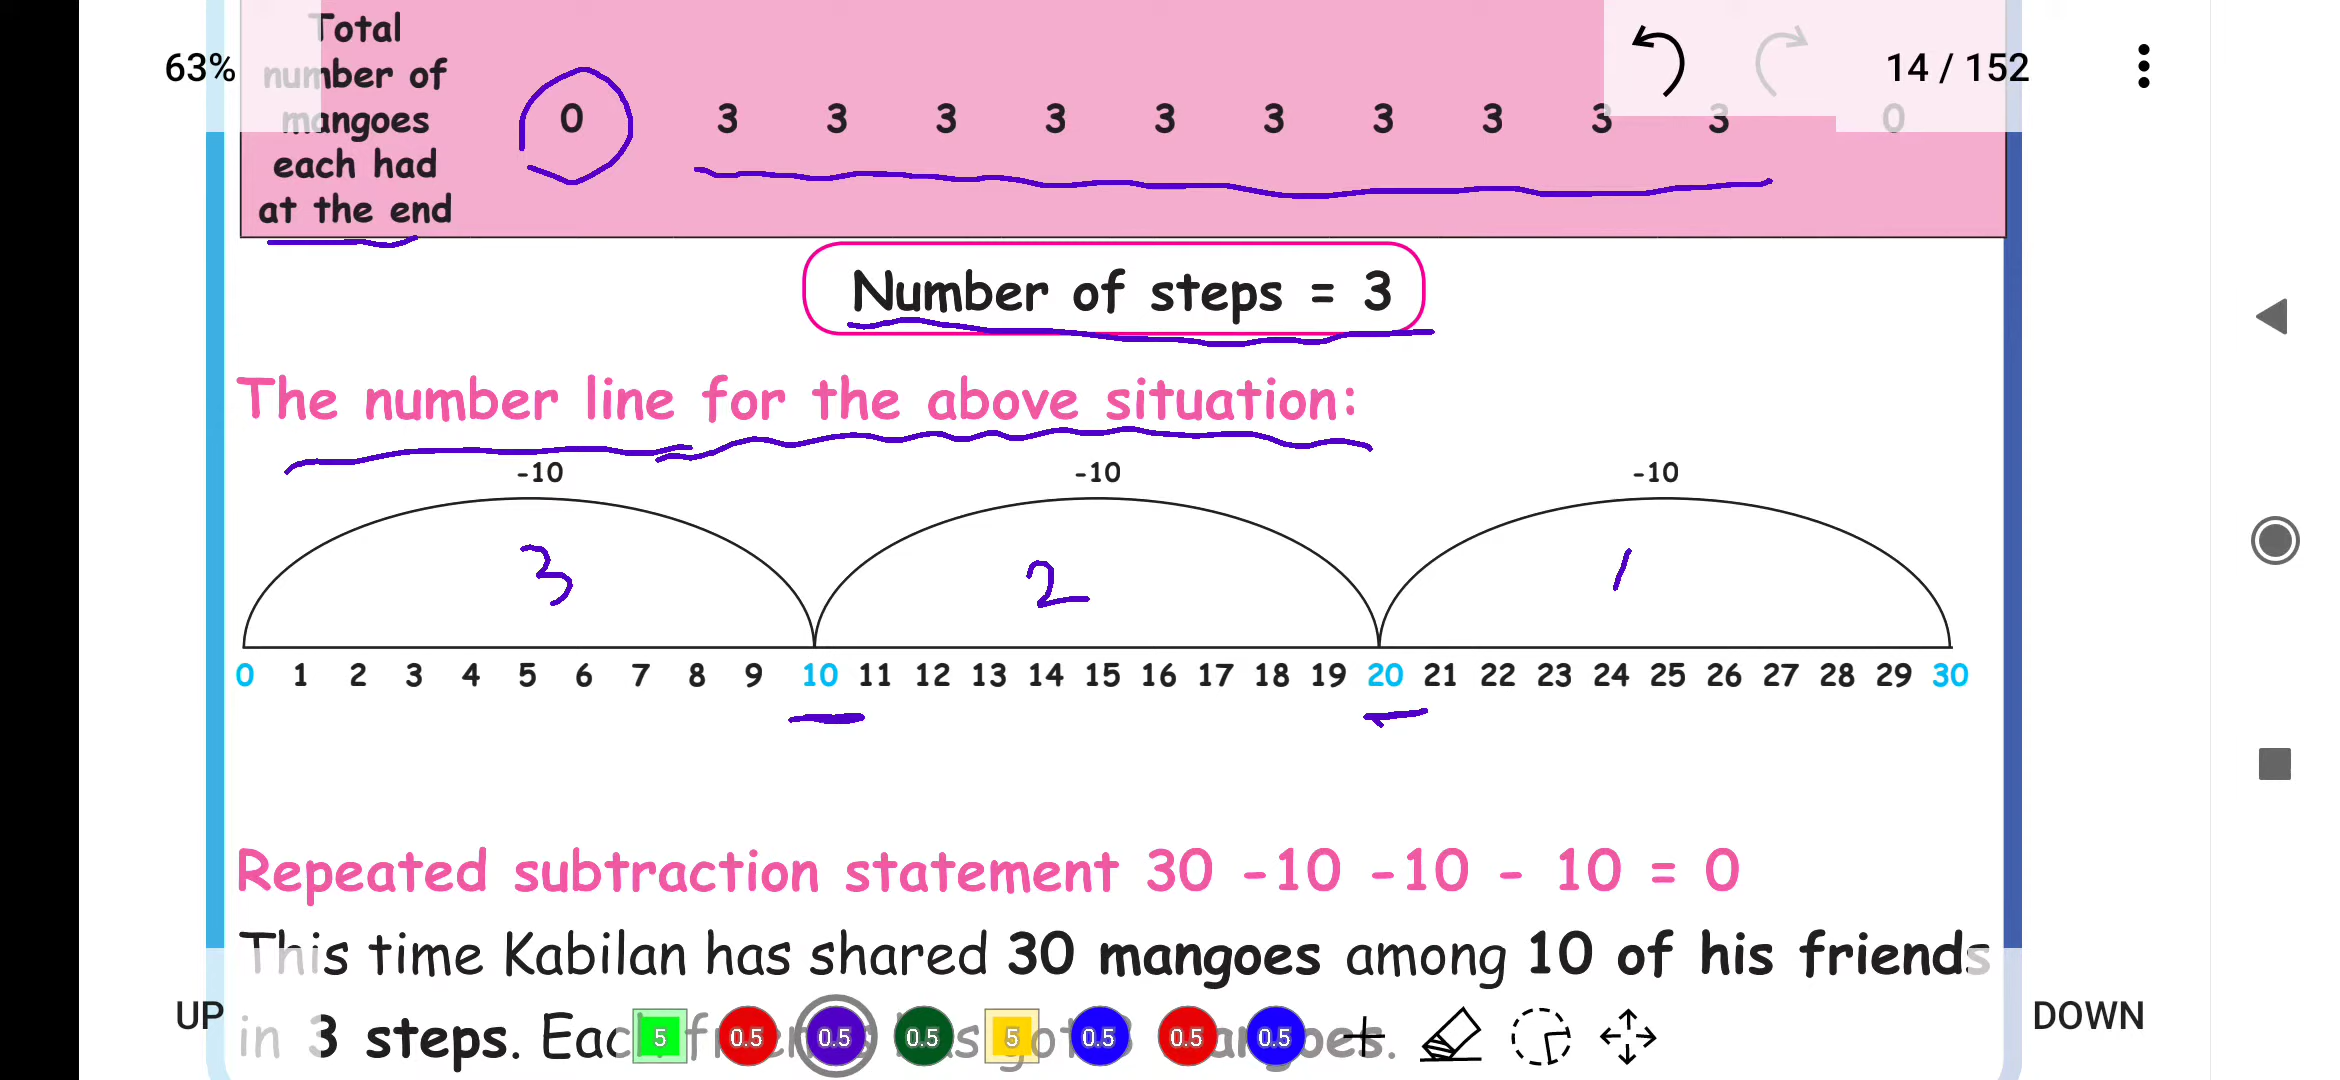 Total
63% number of 14 / 152
mangoes 0 3 3 3 3 3 3 3 3 3 3 0
each had
at the end
Number of steps = 3
The number line for the above situation:
-10 -10 -10
3 2 1
0 1 2 3 4 5 6 7 8 9 10 11 12 13 14 15 16 17 18 19 20 21 22 23 24 25 26 27 28 29 30
Repeated subtraction statement 30 -10 -10 - 10 = 0
This time Kabilan has shared 30 mangoes among 10 of his friends
UP DOWN
in 3 steps. Each
5 0.5 0.5 0.5 5 0.5 0.5 0.5